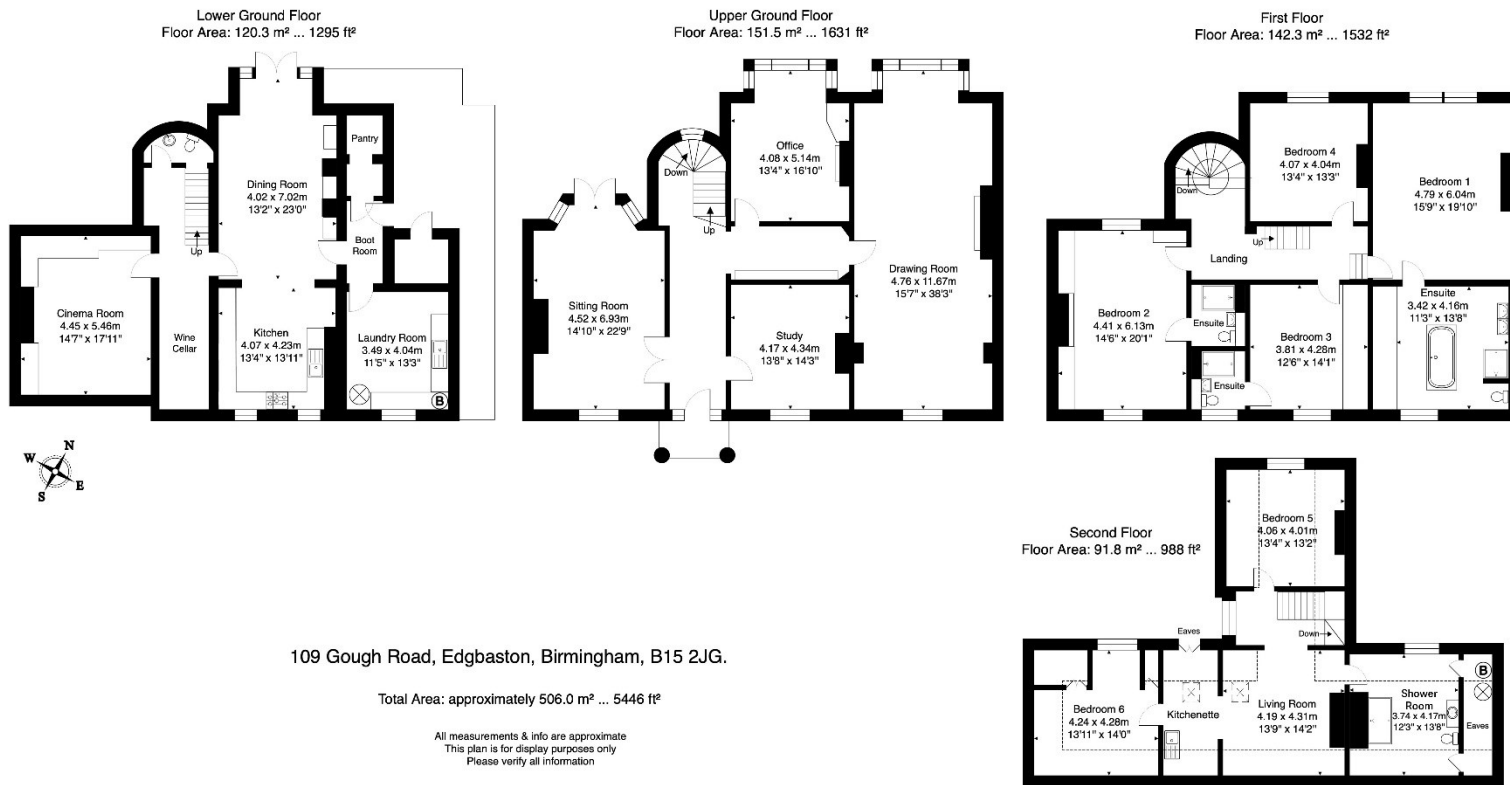 Lower Ground Floor
Floor Area: 120.3 m² ... 1295 ft²
Pantry
Dining Room
4.02 x 7.02m
13'2" x 23'0"
Up
Boot
Room
Cinema Room
4.45 x 5.46m
14'7" x 17'11"
Wine
Cellar
Kitchen
4.07 x 4.23m
13'4" x 13'11"
Laundry Room
3.49 x 4.04m
11'5" x 13'3"
B
Upper Ground Floor
Floor Area: 151.5 m² ... 1631 ft²
Office
4.08 x 5.14m
13'4" x 16'10"
Down
Up
Drawing Room
4.76 x 11.67m
15'7" x 38'3"
Sitting Room
4.52 x 6.93m
14'10" x 22'9"
Study
4.17 x 4.34m
13'8" x 14'3"
First Floor
Floor Area: 142.3 m² ... 1532 ft²
Bedroom 4
4.07 x 4.04m
13'4" x 13'3"
Bedroom 1
4.79 x 6.04m
15'9" x 19'10"
Down
Up
Landing
Bedroom 2
4.41 x 6.13m
14'6" x 20'1"
Ensuite
Ensuite
Bedroom 3
3.81 x 4.28m
12'6" x 14'1"
Ensuite
3.42 x 4.16m
11'3" x 13'8"
N
W
E
S
Second Floor
Floor Area: 91.8 m² ... 988 ft²
Bedroom 5
4.06 x 4.01m
13'4" x 13'2"
Down
Eaves
Bedroom 6
4.24 x 4.28m
13'11" x 14'0"
Kitchenette
Living Room
4.19 x 4.31m
13'9" x 14'2"
Shower
Room
3.74 x 4.17m
12'3" x 13'8"
B
Eaves
109 Gough Road, Edgbaston, Birmingham, B15 2JG.
Total Area: approximately 506.0 m² ... 5446 ft²
All measurements & info are approximate
This plan is for display purposes only
Please verify all information